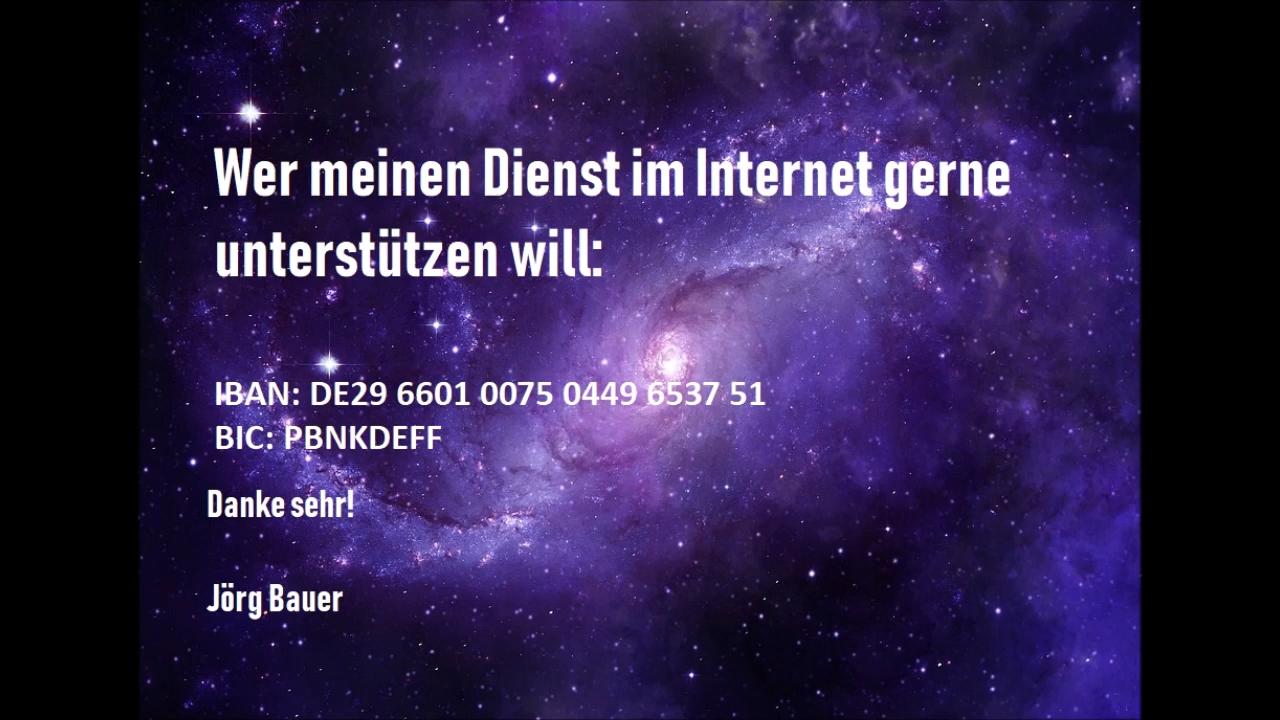 Wer meinen Dienst im Internet gerne
unterstützen will:
IBAN: DE29 6601 0075 0449 6537 51
BIC: PBNKDEFF
Danke sehr!
Jörg Bauer